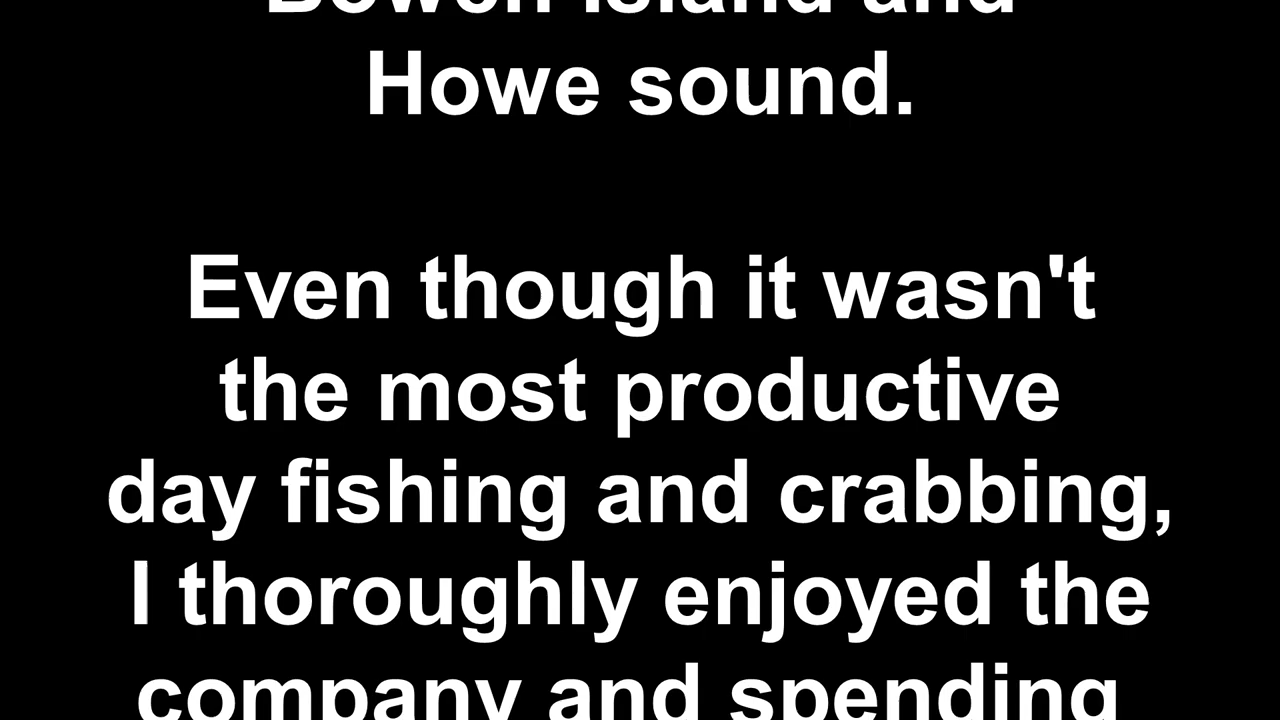 Bowen Island and
Howe sound.
Even though it wasn't
the most productive
day fishing and crabbing,
I thoroughly enjoyed the
company and spending